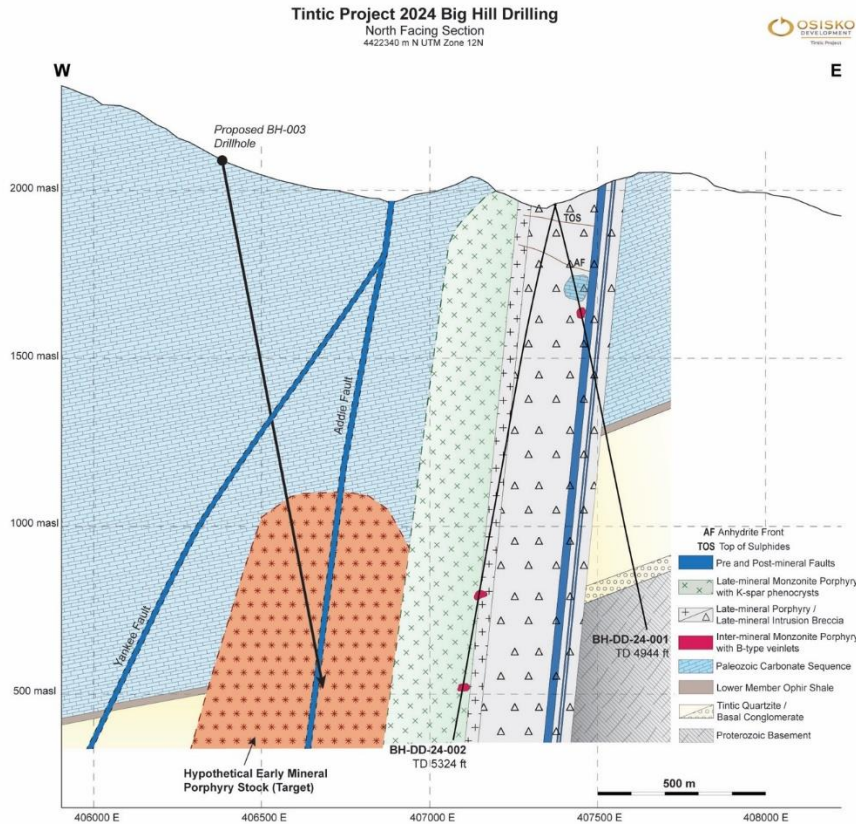 Tintic Project 2024 Big Hill Drilling
North Facing Section
4422340 m N UTM Zone 12N
OSISKO
DEVELOPMENT
Tintic Project
W
E
Proposed BH-003
Drillhole
2000 masl
1500 masl
1000 masl
500 masl
TOS
AF
Addie Fault
Yankee Fault
AF Anhydrite Front
TOS Top of Sulphides
Pre and Post-mineral Faults
Late-mineral Monzonite Porphyry
with K-spar phenocrysts
Late-mineral Porphyry /
Late-mineral Intrusion Breccia
Inter-mineral Monzonite Porphyry
with B-type veinlets
Paleozoic Carbonate Sequence
Lower Member Ophir Shale
Tintic Quartzite /
Basal Conglomerate
Proterozoic Basement
BH-DD-24-001
TD 4944 ft
BH-DD-24-002
TD 5324 ft
Hypothetical Early Mineral
Porphyry Stock (Target)
500 m
406000 E
406500 E
407000 E
407500 E
408000 E